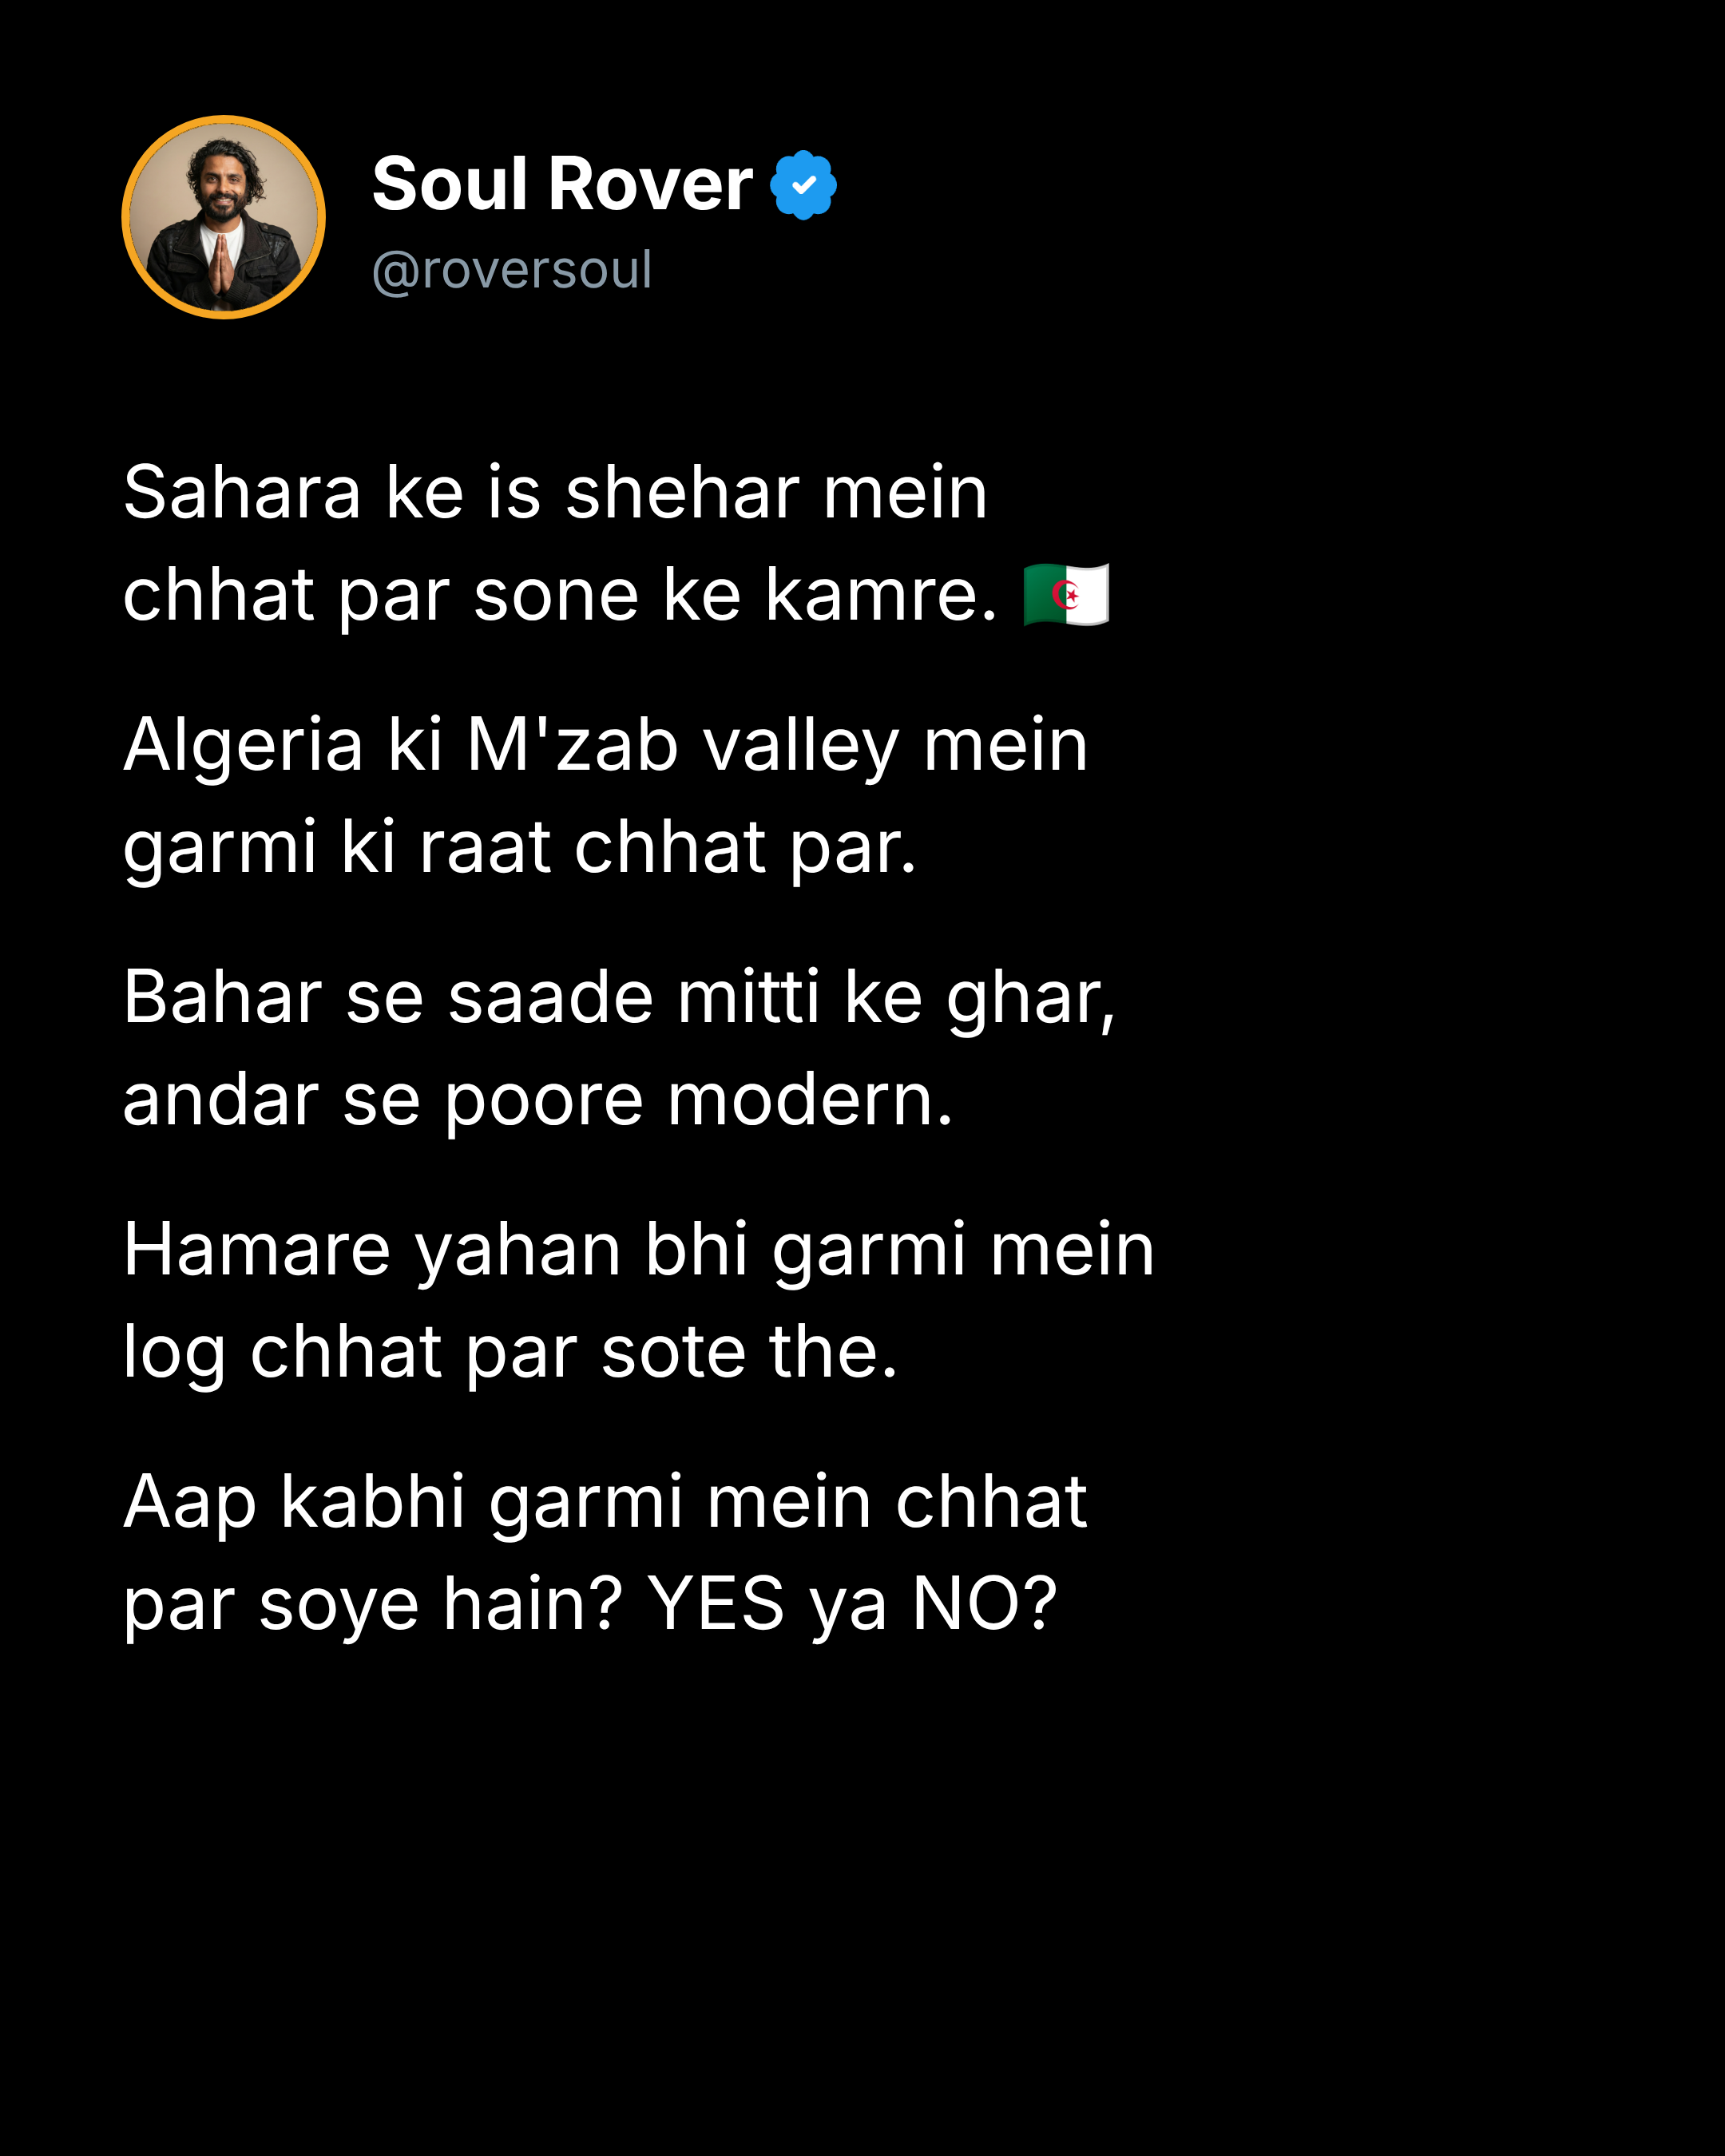 Soul Rover
@roversoul
Sahara ke is shehar mein
chhat par sone ke kamre. 🇩🇿
Algeria ki M'zab valley mein
garmi ki raat chhat par.
Bahar se saade mitti ke ghar,
andar se poore modern.
Hamare yahan bhi garmi mein
log chhat par sote the.
Aap kabhi garmi mein chhat
par soye hain? YES ya NO?